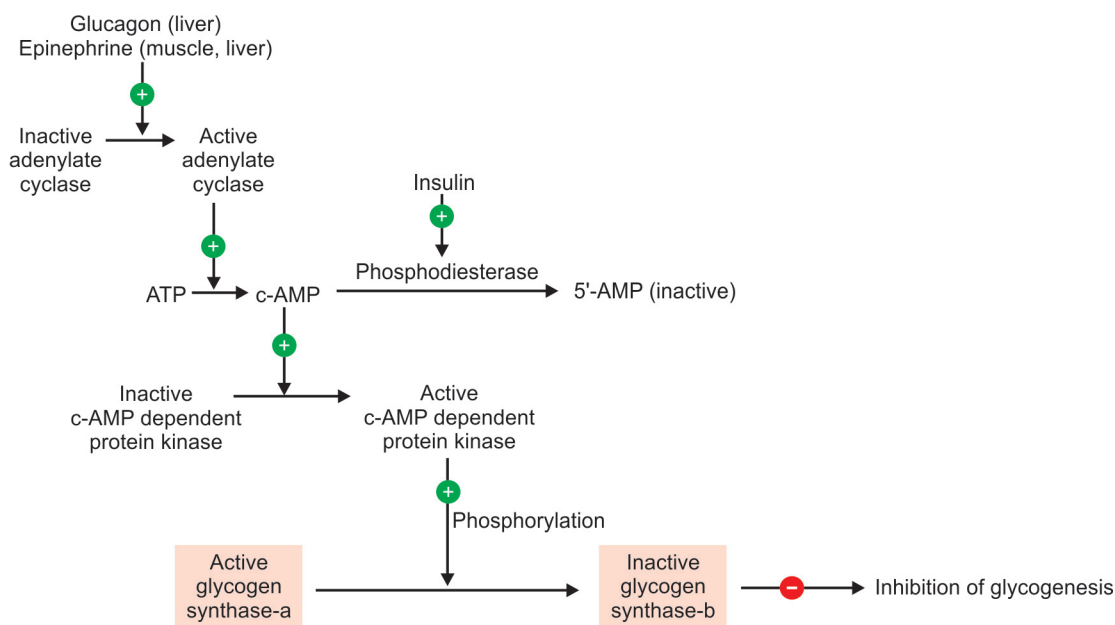 Glucagon (liver)
Epinephrine (muscle, liver)
+
Inactive
adenylate
cyclase
Active
adenylate
cyclase
Insulin
+
+
Phosphodiesterase
ATP
c-AMP
5'-AMP (inactive)
+
Inactive
c-AMP dependent
protein kinase
Active
c-AMP dependent
protein kinase
+
Phosphorylation
Active
glycogen
synthase-a
Inactive
glycogen
synthase-b
−
Inhibition of glycogenesis